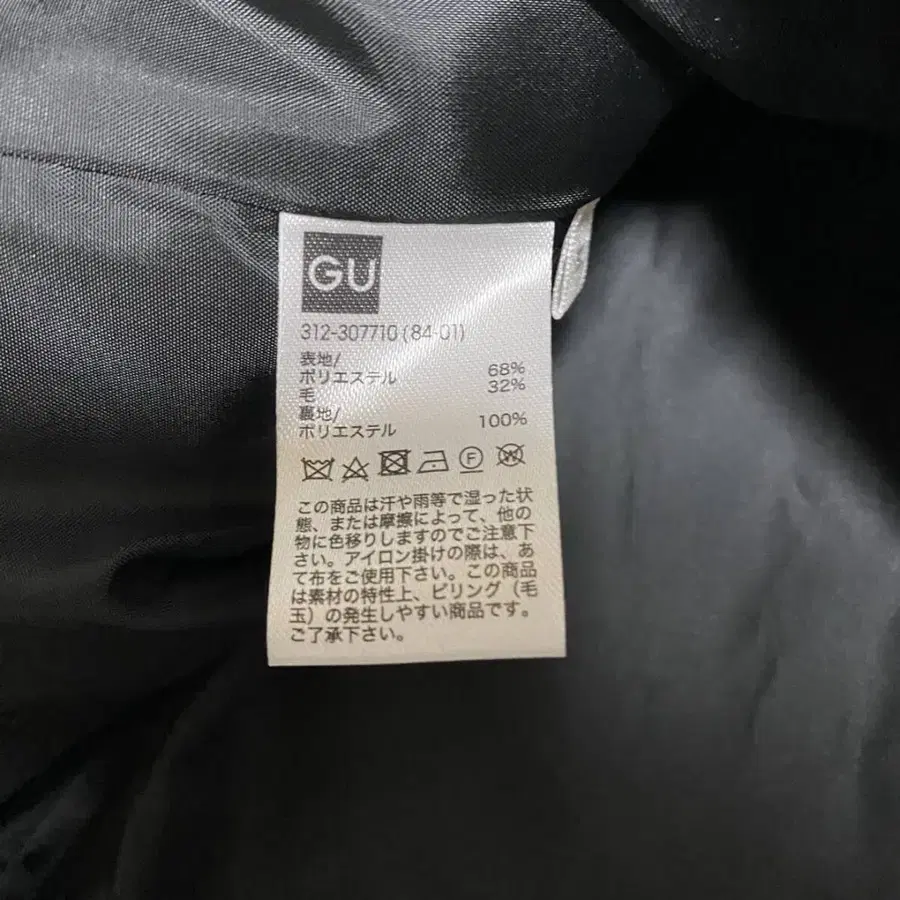 GU
312-307710 (84-01)
表地/
ポリエステル 68%
毛 32%
裏地/
ポリエステル 100%
F W
この商品は汗や雨等で湿った状
態、または摩擦によって、他の
物に色移りしますのでご注意下
さい。アイロン掛けの際は、あ
て布をご使用下さい。この商品
は素材の特性上、ピリング（毛
玉）の発生しやすい商品です。
ご了承下さい。